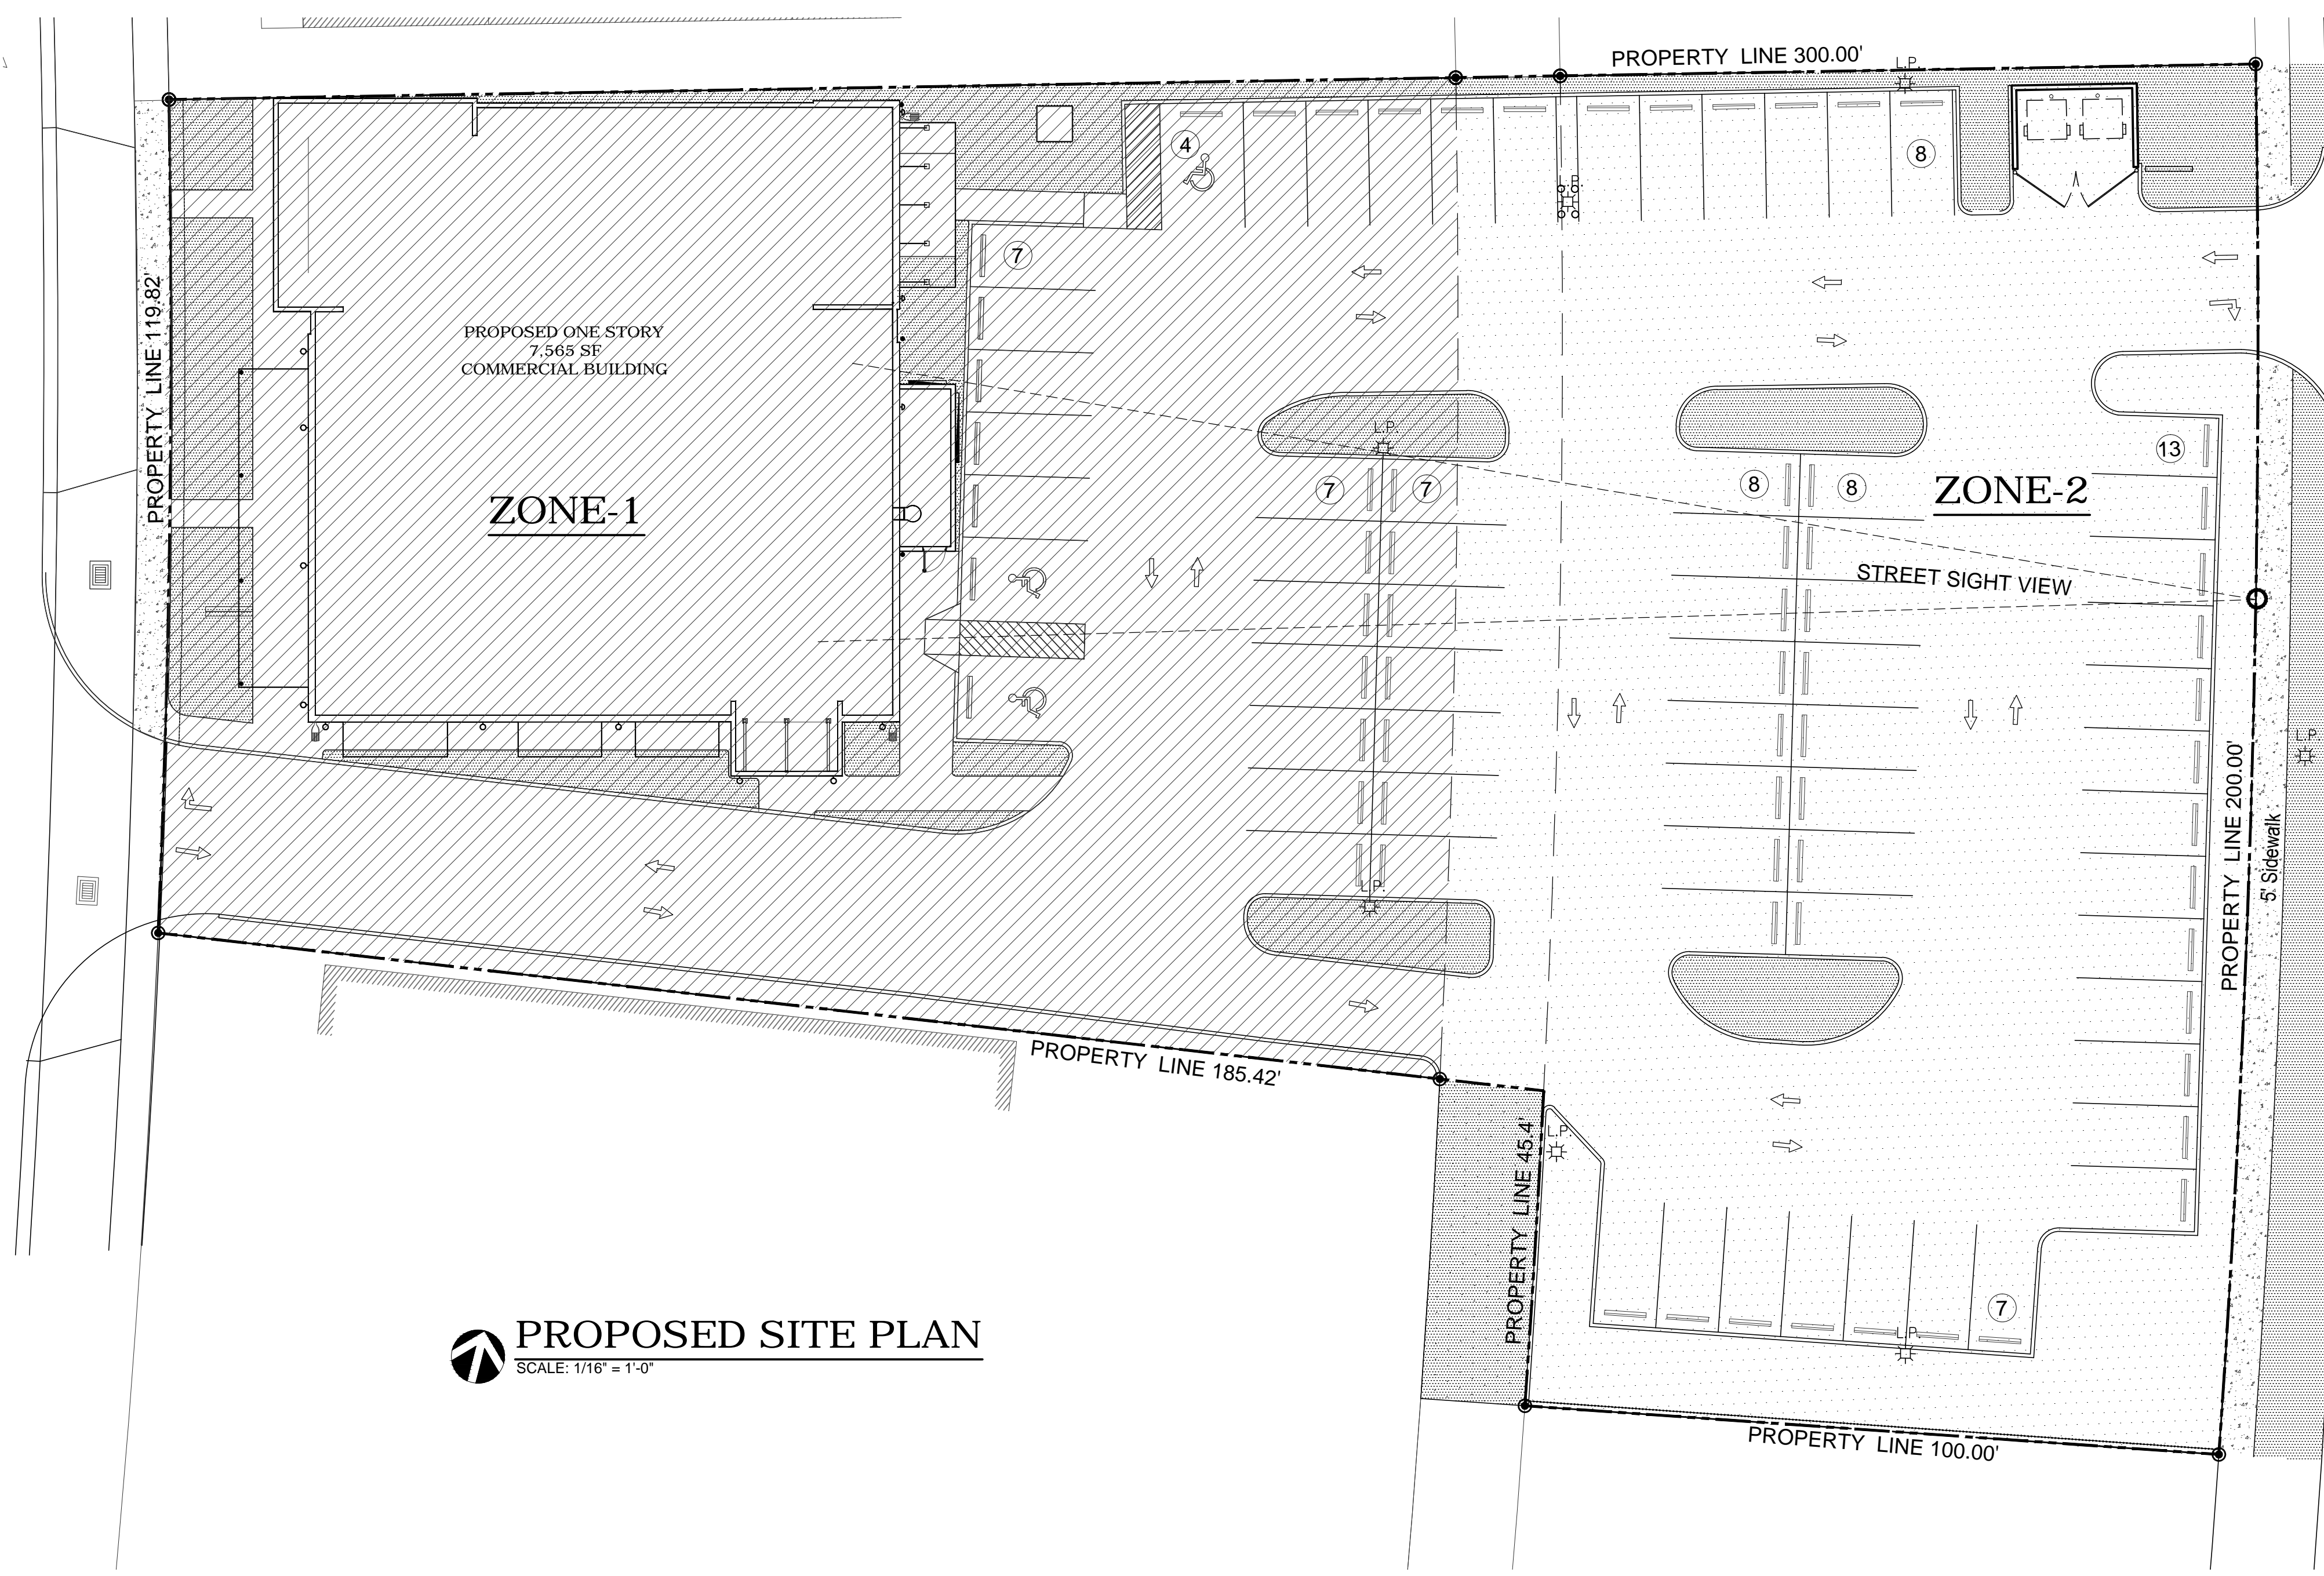 PROPERTY LINE 300.00'
L.P.
4
8
L.P.
7
PROPERTY LINE 119.82'
PROPOSED ONE STORY
7,565 SF
COMMERCIAL BUILDING
L.P.
13
7
7
8
8
ZONE-2
ZONE-1
STREET SIGHT VIEW
L.P.
PROPERTY LINE 200.00'
5' Sidewalk
L.P.
PROPERTY LINE 185.42'
L.P.
PROPERTY LINE 45.4'
7
L.P.
PROPOSED SITE PLAN
SCALE: 1/16" = 1'-0"
PROPERTY LINE 100.00'